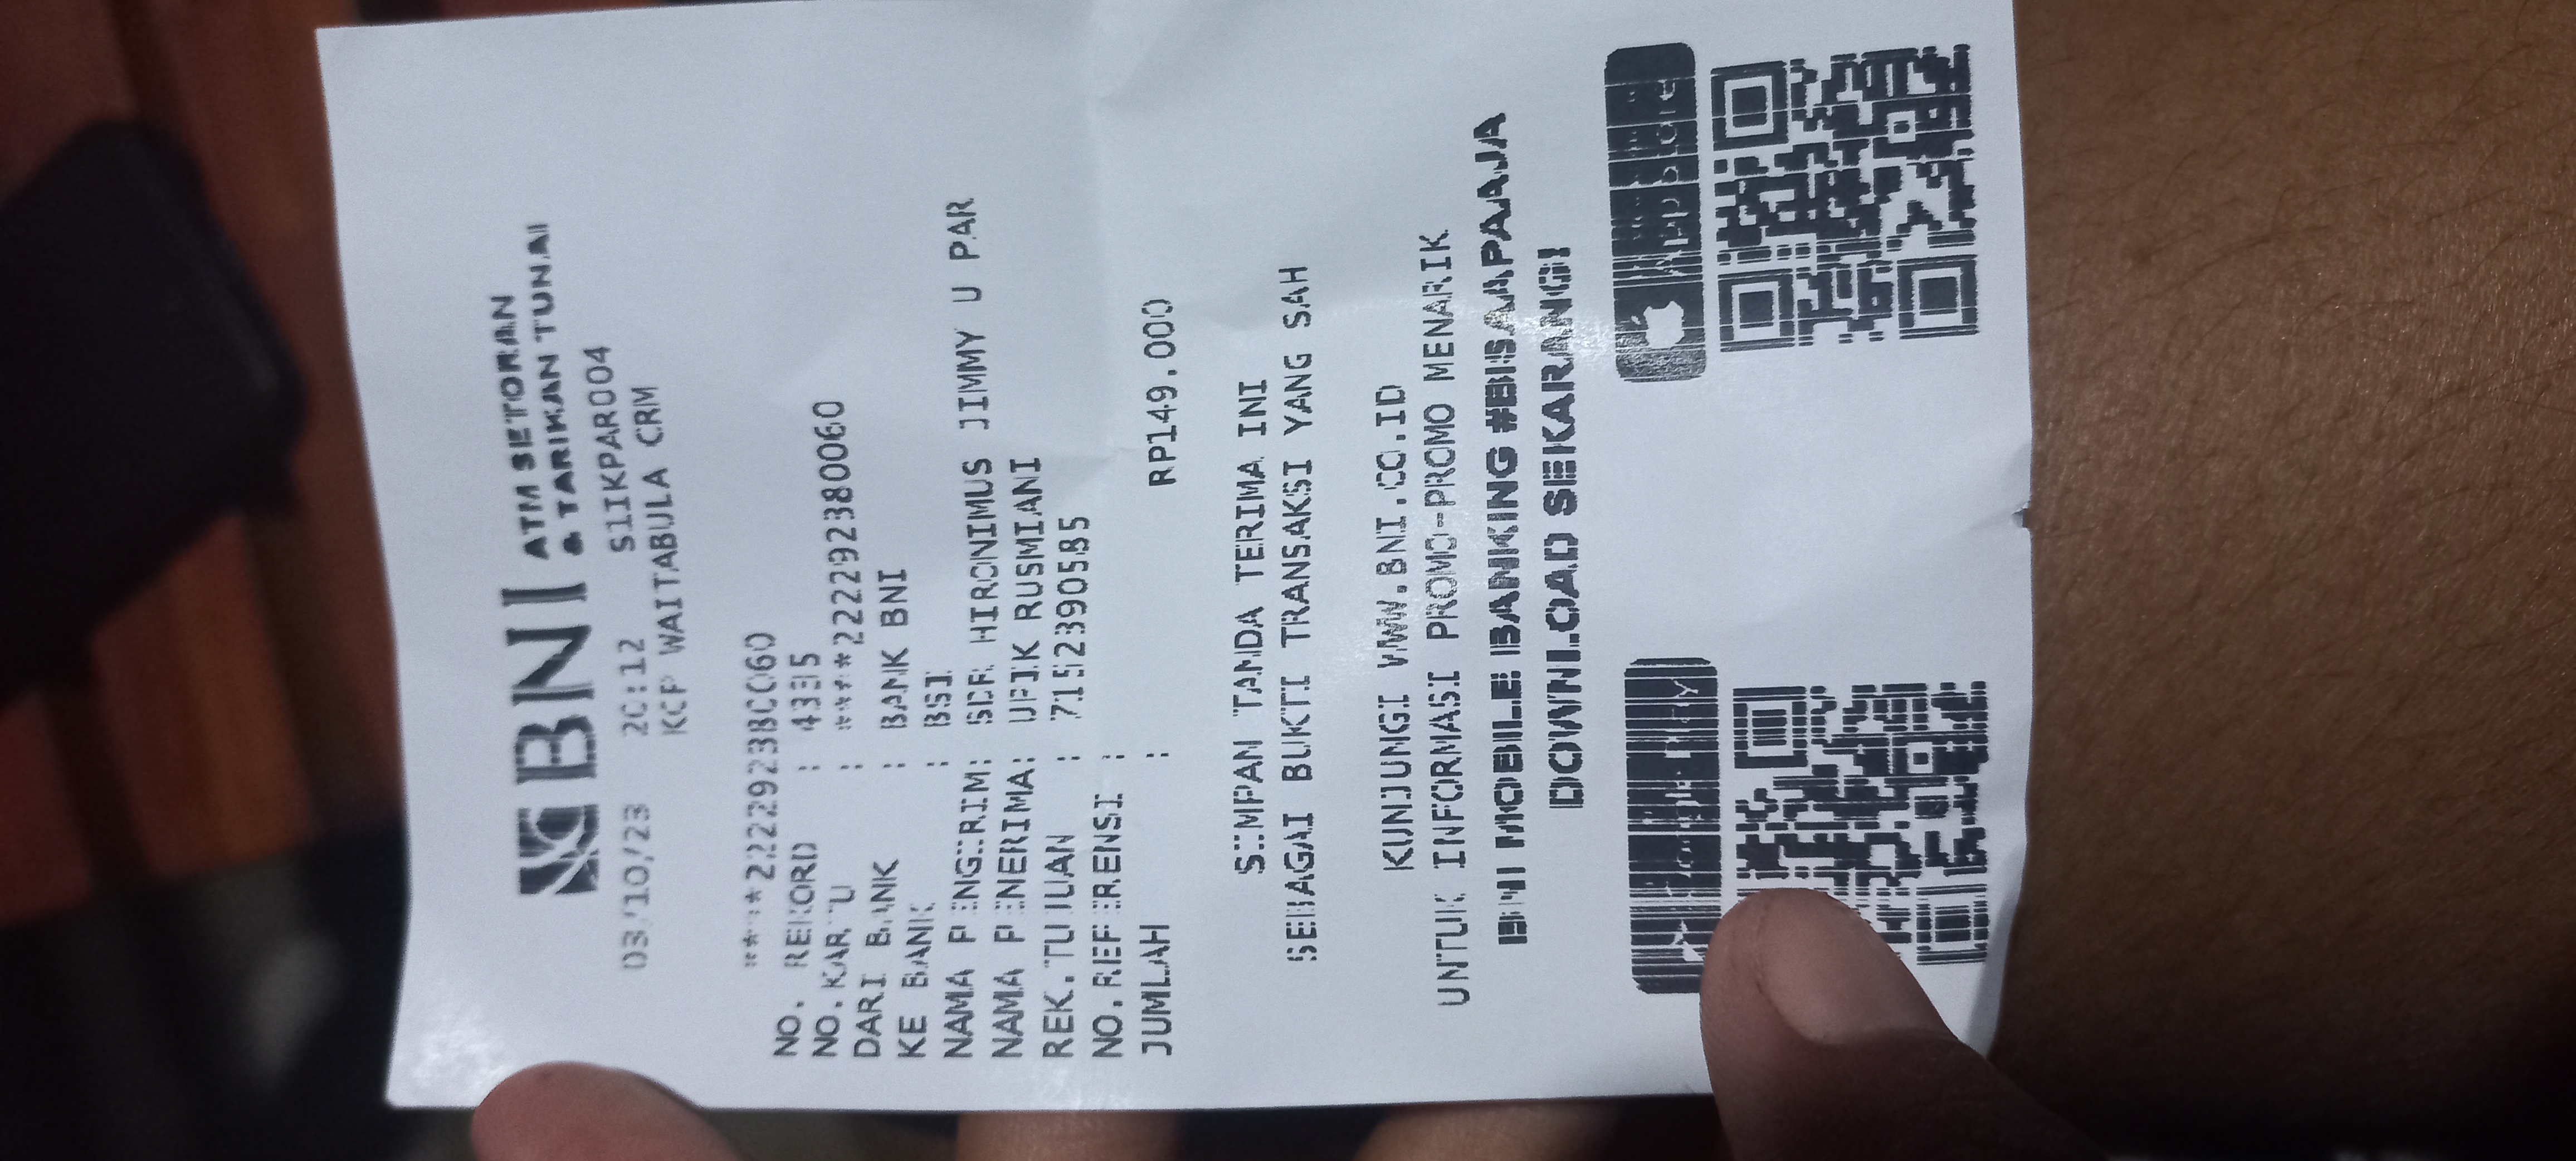 BNI ATM SETORAN
& TARIKAN TUNAI
03/10/23 20:12 S1IKPAR004
KCP WAITABULA CRM
****222292380060
NO. REKORD : 4335
NO.KARTU : ****222292380060
DARI BANK : BANK BNI
KE BANK : BSI
NAMA PENGIRIM: SDR HIRONIMUS JIMMY U PAR
NAMA PENERIMA: UPIK RUSMIANI
REK.TUJUAN : 7152390585
NO.REFERENSI :
JUMLAH : RP149.000
SIMPAN TANDA TERIMA INI
SEBAGAI BUKTI TRANSAKSI YANG SAH
KUNJUNGI WWW.BNI.CO.ID
UNTUK INFORMASI PROMO-PROMO MENARIK
BNI MOBILE BANKING #BISAAPAAJA
DOWNLOAD SEKARANG!
Google Play
App Store